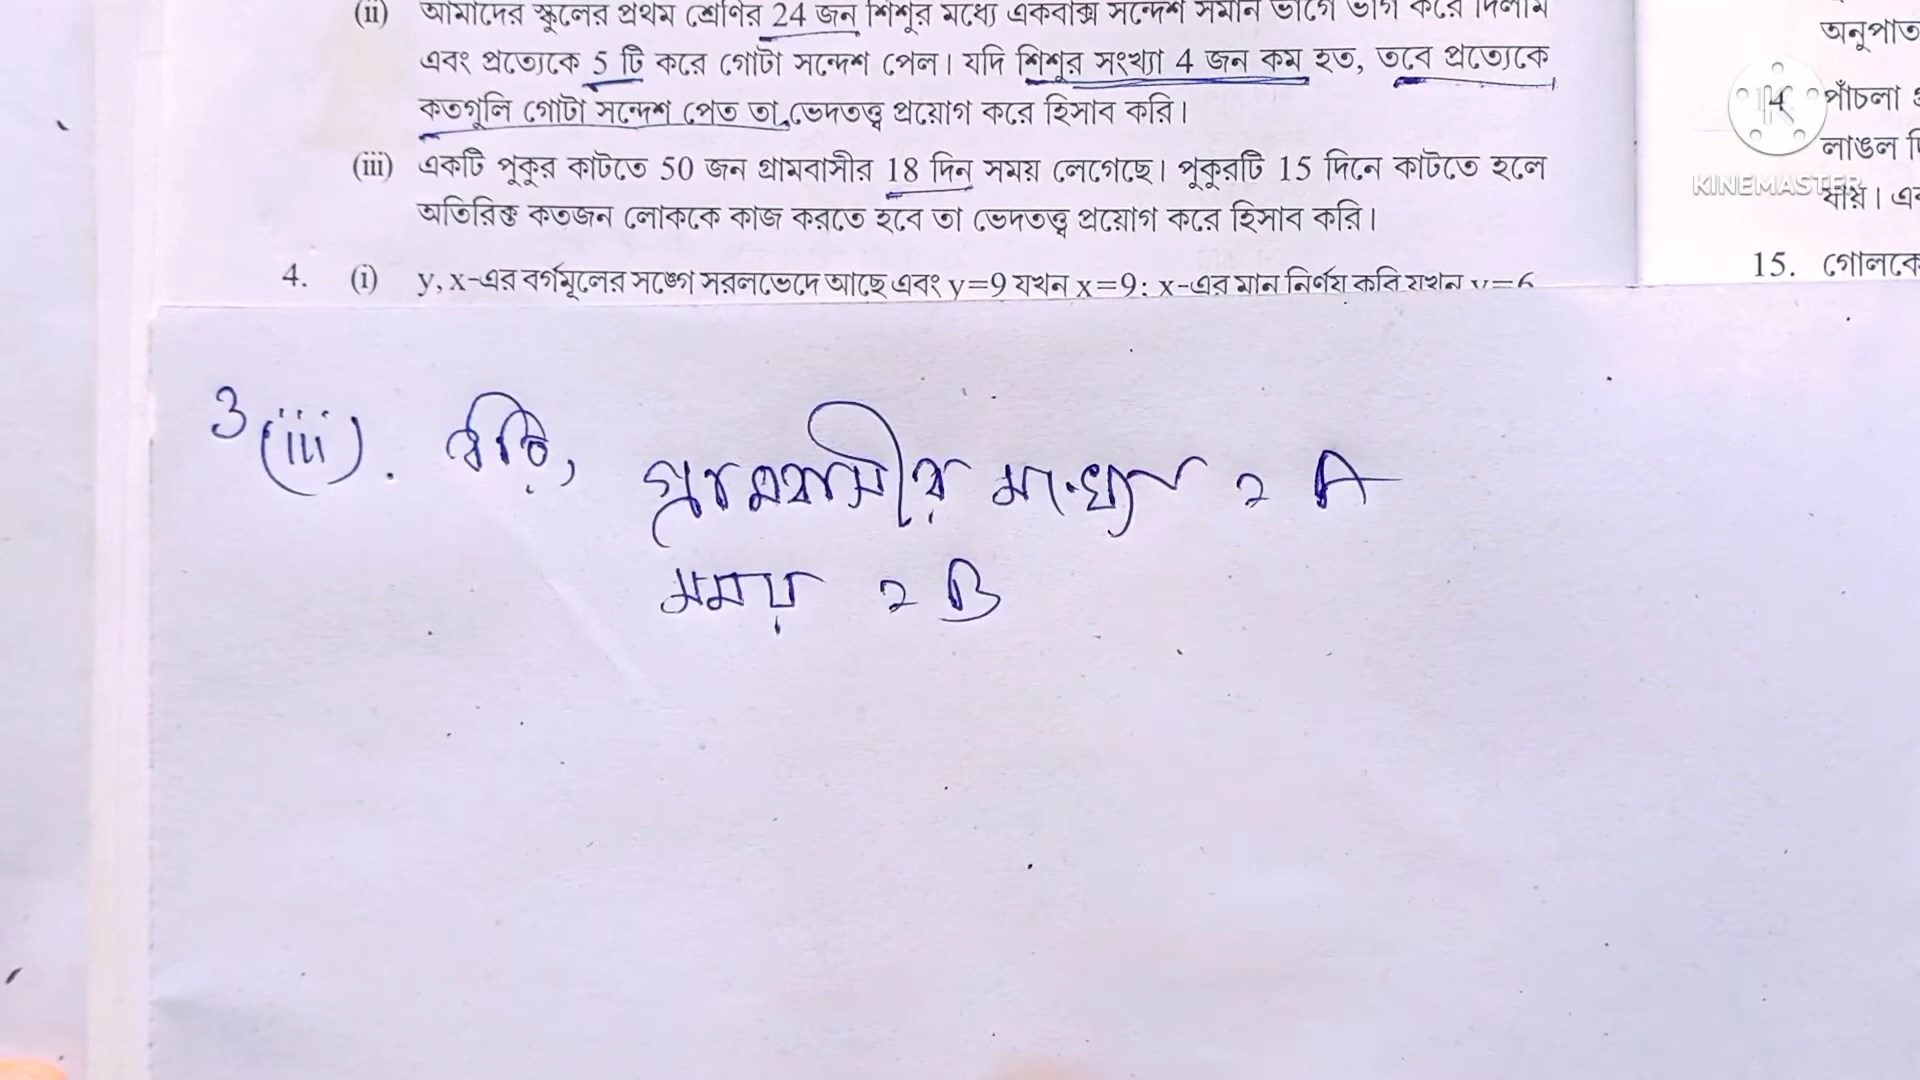 (ii) আমাদের স্কুলের প্রথম শ্রেণির 24 জন শিশুর মধ্যে একবাক্স সন্দেশ সমান ভাগে ভাগ করে দিলাম
এবং প্রত্যেকে 5 টি করে গোটা সন্দেশ পেল। যদি শিশুর সংখ্যা 4 জন কম হত, তবে প্রত্যেকে
কতগুলি গোটা সন্দেশ পেত তা ভেদতত্ত্ব প্রয়োগ করে হিসাব করি।
(iii) একটি পুকুর কাটতে 50 জন গ্রামবাসীর 18 দিন সময় লেগেছে। পুকুরটি 15 দিনে কাটতে হলে
অতিরিক্ত কতজন লোককে কাজ করতে হবে তা ভেদতত্ত্ব প্রয়োগ করে হিসাব করি।
4. (i) y, x-এর বর্গমূলের সঙ্গে সরলভেদে আছে এবং y=9 যখন x=9; x-এর মান নির্ণয় করি যখন y=6
অনুপাত
পাঁচলা
লাঙল
যায়।
15. গোলকে
K
KINEMASTER
3(iii). ধরি, গ্রামবাসীর সংখ্যা = A
সময় = B